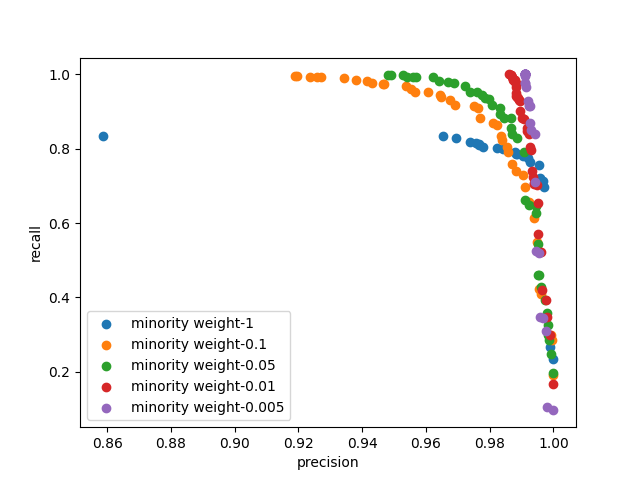 1.0
0.8
0.6
0.4
0.2
recall
minority weight-1
minority weight-0.1
minority weight-0.05
minority weight-0.01
minority weight-0.005
0.86 0.88 0.90 0.92 0.94 0.96 0.98 1.00
precision